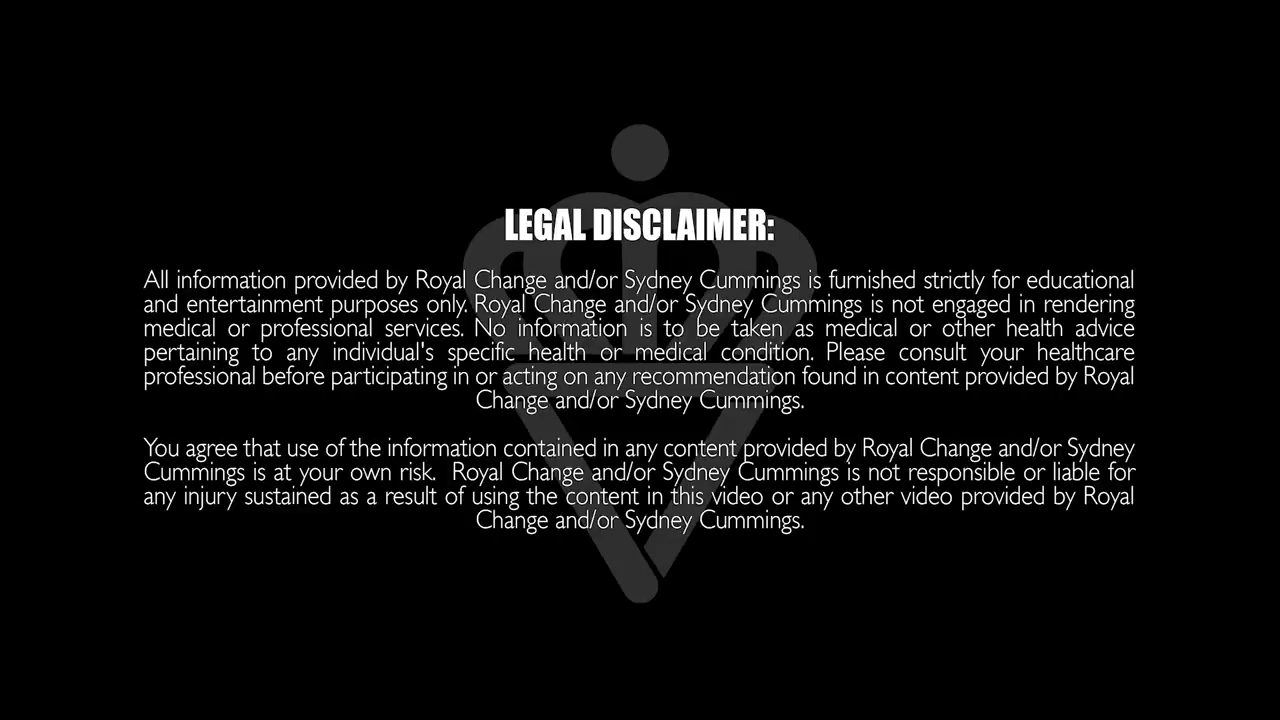 LEGAL DISCLAIMER:
All information provided by Royal Change and/or Sydney Cummings is furnished strictly for educational
and entertainment purposes only. Royal Change and/or Sydney Cummings is not engaged in rendering
medical or professional services. No information is to be taken as medical or other health advice
pertaining to any individual's specific health or medical condition. Please consult your healthcare
professional before participating in or acting on any recommendation found in content provided by Royal
Change and/or Sydney Cummings.
You agree that use of the information contained in any content provided by Royal Change and/or Sydney
Cummings is at your own risk. Royal Change and/or Sydney Cummings is not responsible or liable for
any injury sustained as a result of using the content in this video or any other video provided by Royal
Change and/or Sydney Cummings.